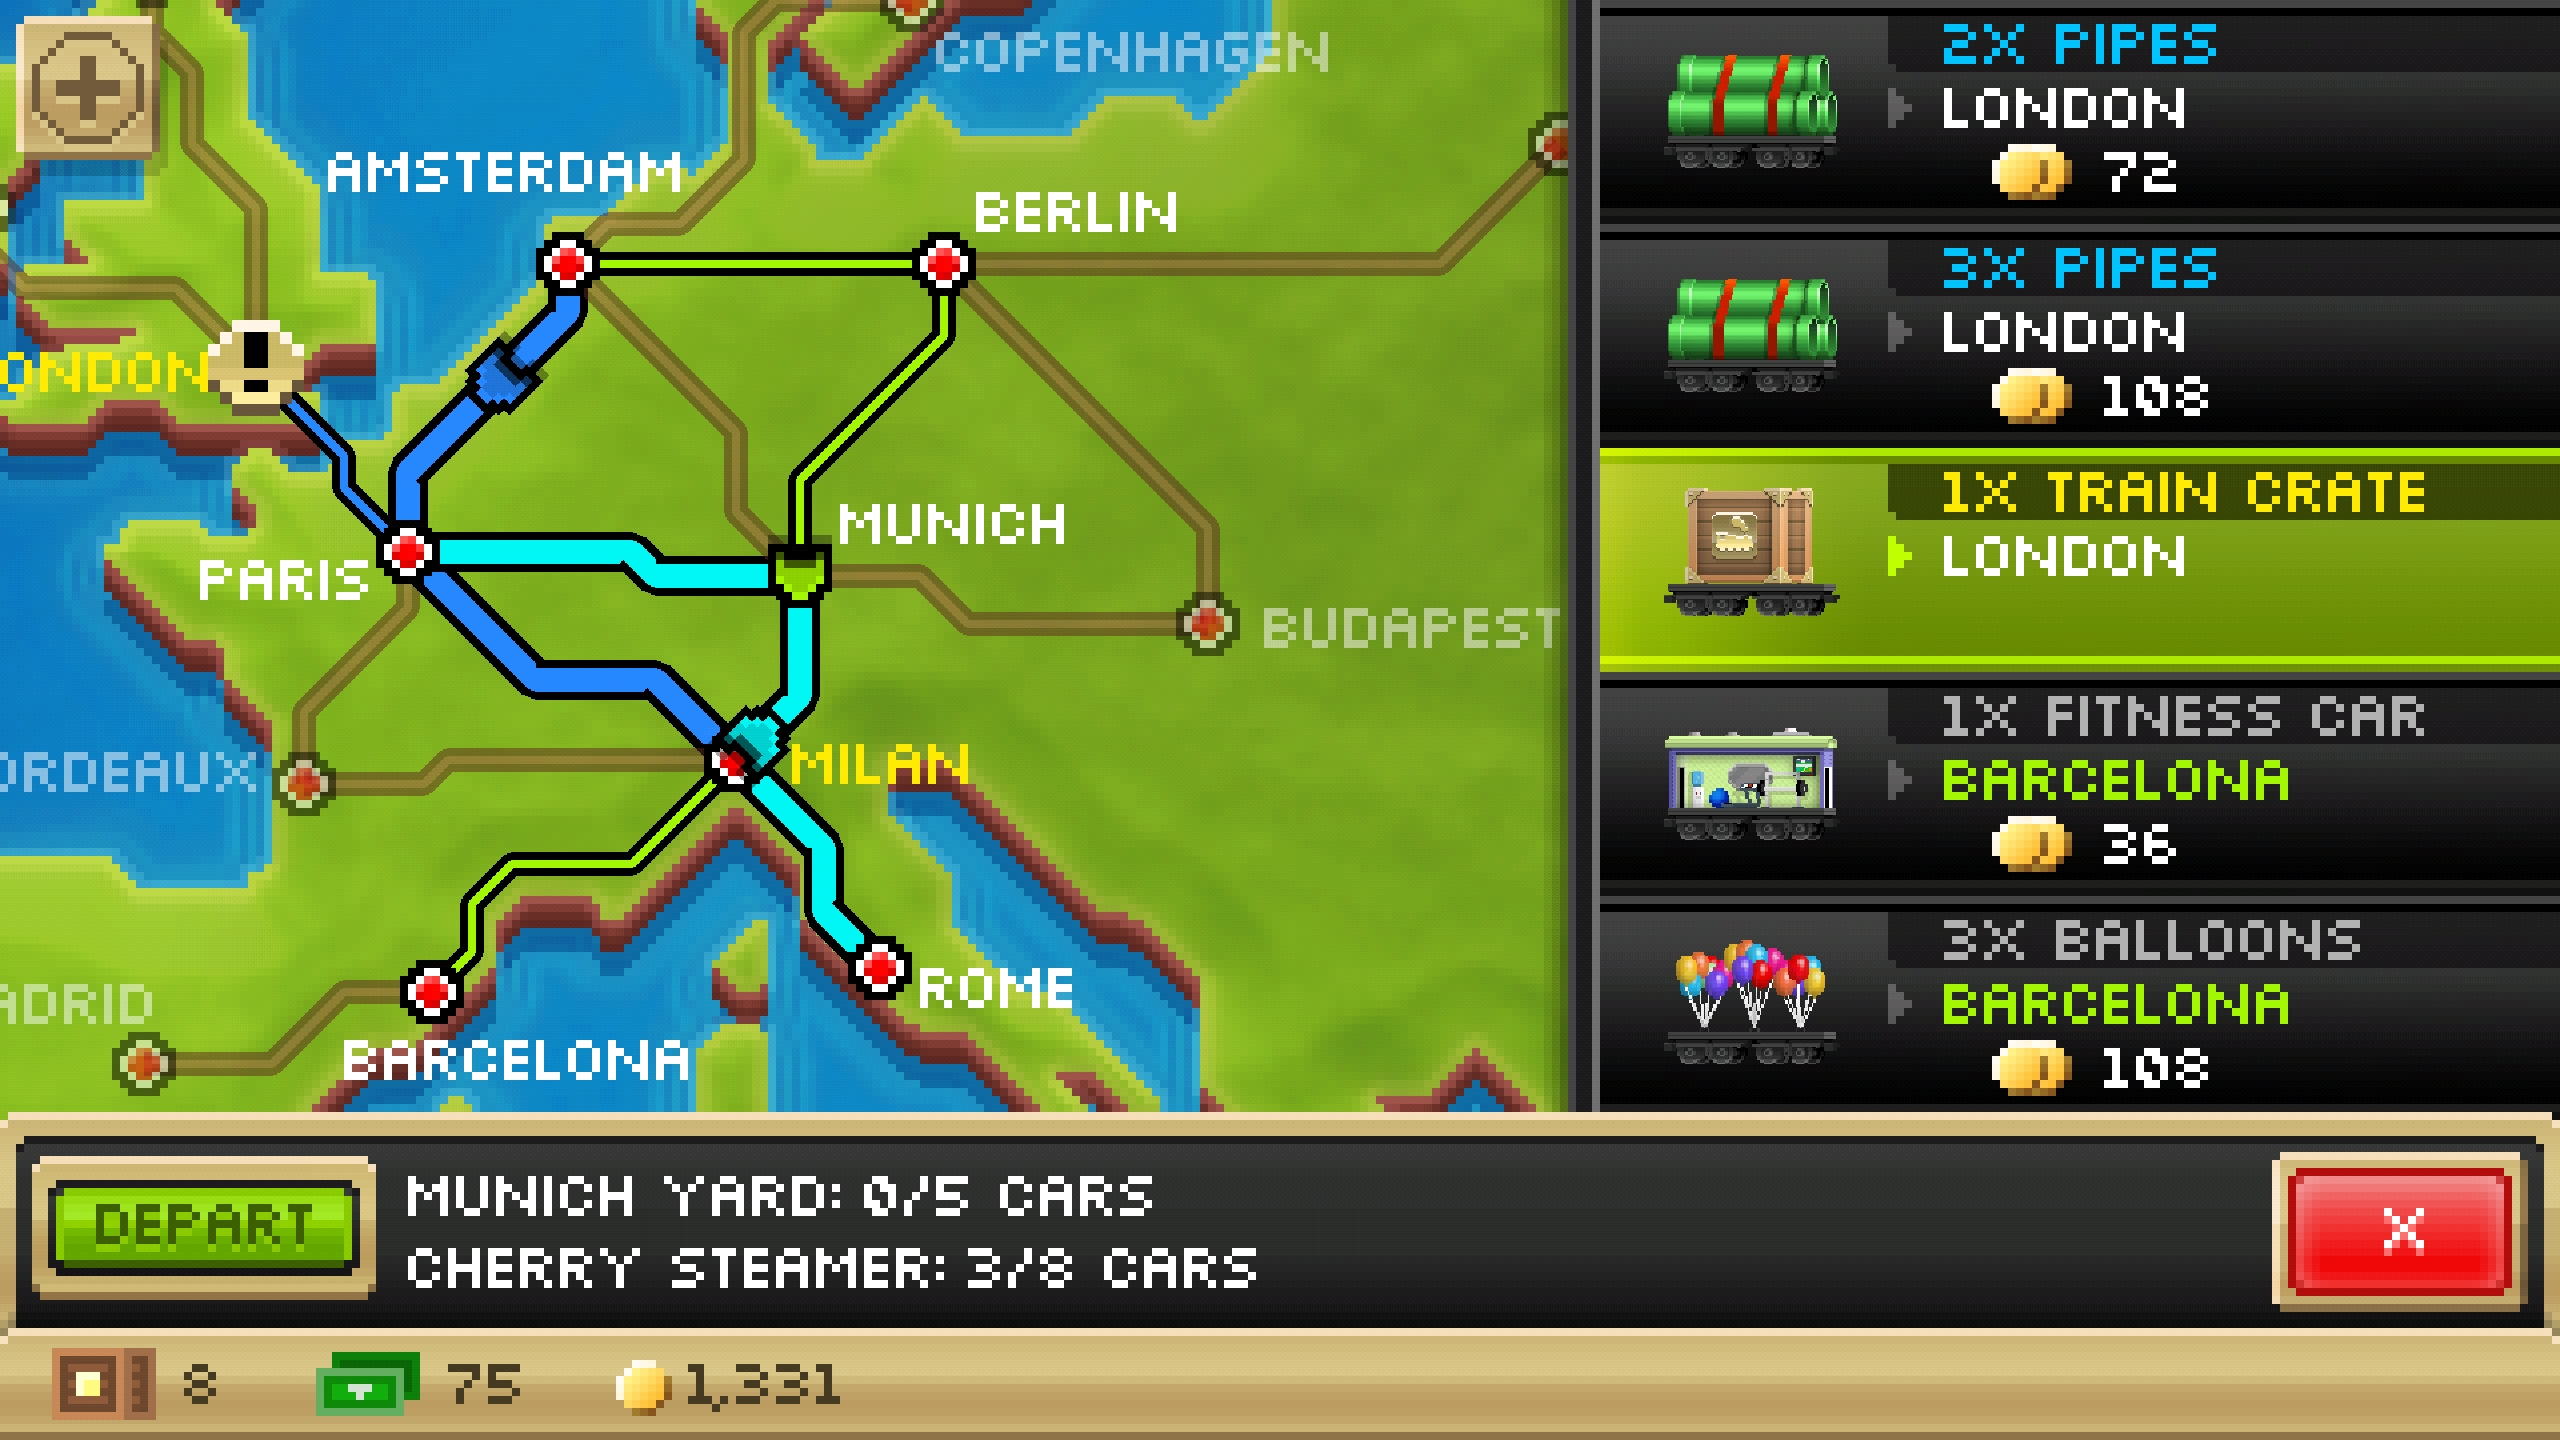 COPENHAGEN
AMSTERDAM
BERLIN
ONDON
MUNICH
PARIS
BUDAPEST
ORDEAUX
MILAN
ROME
ADRID
BARCELONA
2X PIPES
LONDON
72
3X PIPES
LONDON
108
1X TRAIN CRATE
LONDON
1X FITNESS CAR
BARCELONA
36
3X BALLOONS
BARCELONA
108
DEPART
MUNICH YARD: 0/5 CARS
CHERRY STEAMER: 3/8 CARS
X
8 75 1,331